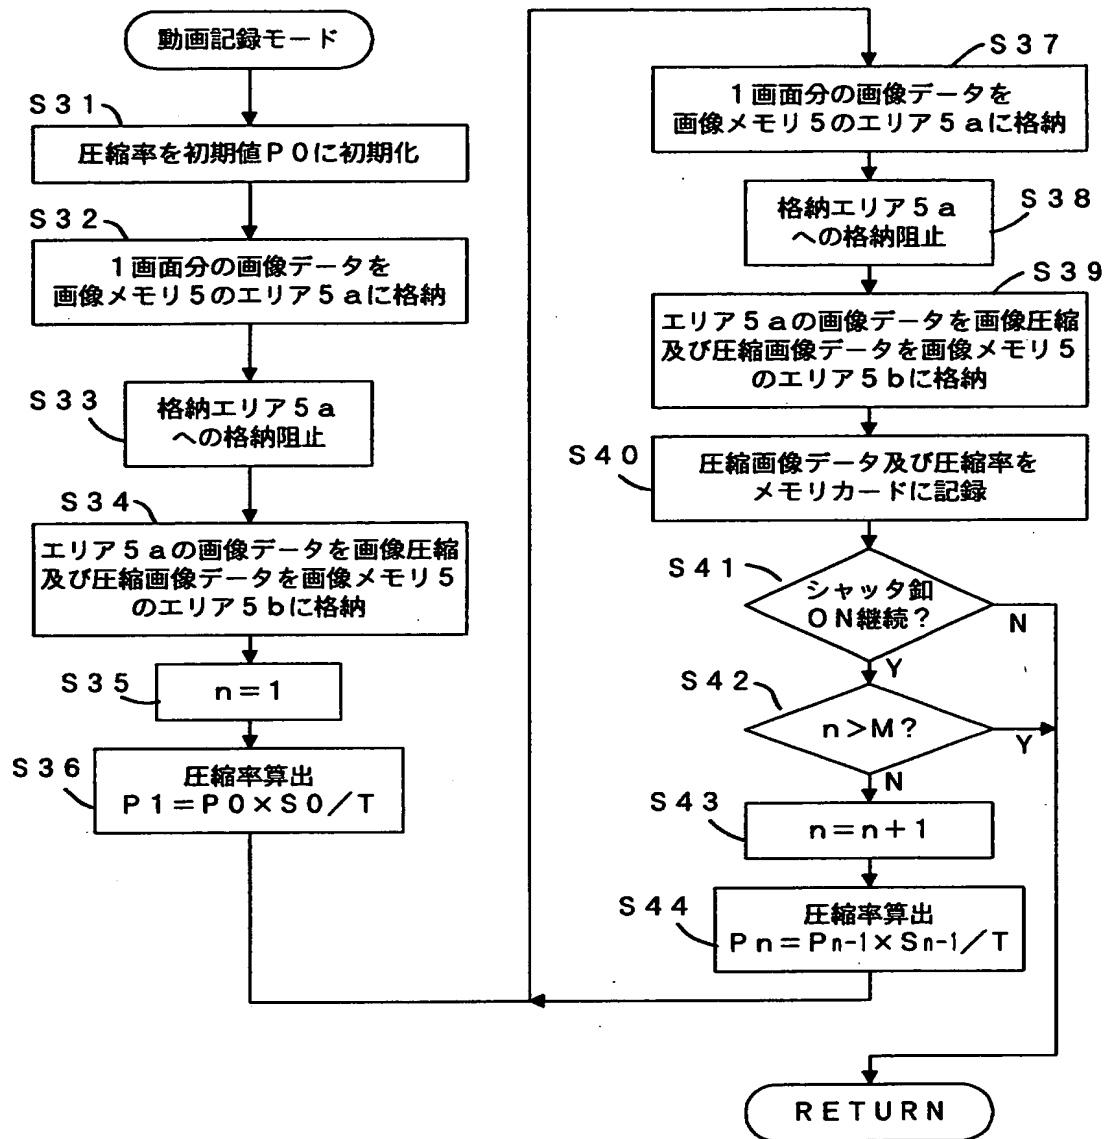 動画記録モード
S31
圧縮率を初期値P0に初期化
S32
1画面分の画像データを
画像メモリ5のエリア5aに格納
S33
格納エリア5a
への格納阻止
S34
エリア5aの画像データを画像圧縮
及び圧縮画像データを画像メモリ5
のエリア5bに格納
S35
n=1
S36
圧縮率算出
P1=P0×S0/T
S37
1画面分の画像データを
画像メモリ5のエリア5aに格納
S38
格納エリア5a
への格納阻止
S39
エリア5aの画像データを画像圧縮
及び圧縮画像データを画像メモリ5
のエリア5bに格納
S40
圧縮画像データ及び圧縮率を
メモリカードに記録
S41
シャッタ釦
ON継続?
N
Y
S42
n>M?
Y
N
S43
n=n+1
S44
圧縮率算出
Pn=Pn-1×Sn-1/T
RETURN